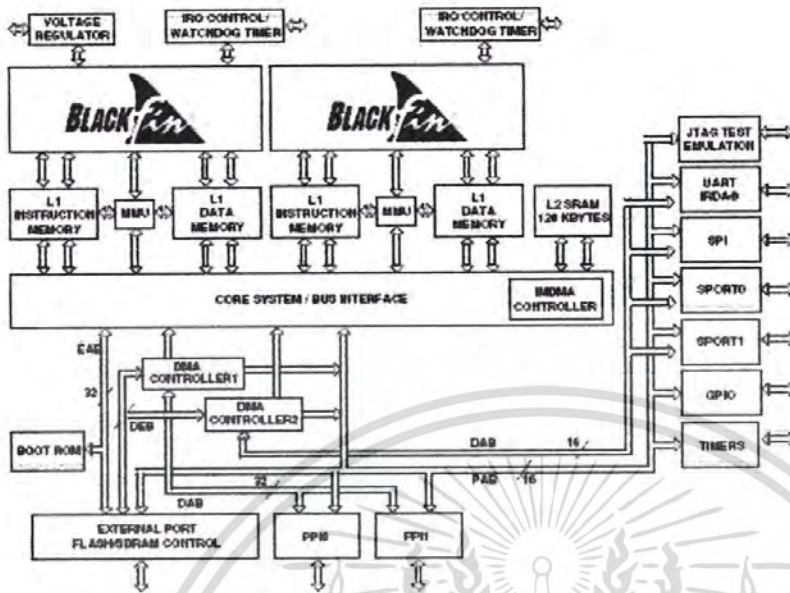 VOLTAGE
REGULATOR
IRQ CONTROL/
WATCHDOG TIMER
IRQ CONTROL/
WATCHDOG TIMER
BLACKfin
BLACKfin
JTAG TEST
EMULATION
UART
IRDA®
L1
INSTRUCTION
MEMORY
MMU
L1
DATA
MEMORY
L1
INSTRUCTION
MEMORY
MMU
L1
DATA
MEMORY
L2 SRAM
128 KBYTES
SPI
CORE SYSTEM / BUS INTERFACE
IMDMA
CONTROLLER
SPORT0
SPORT1
EAB
32
DMA
CONTROLLER1
DEB
DMA
CONTROLLER2
GPIO
BOOT ROM
DAB
16
TIMERS
32
DAB
PAB
16
EXTERNAL PORT
FLASH/SDRAM CONTROL
PPI0
PPI1